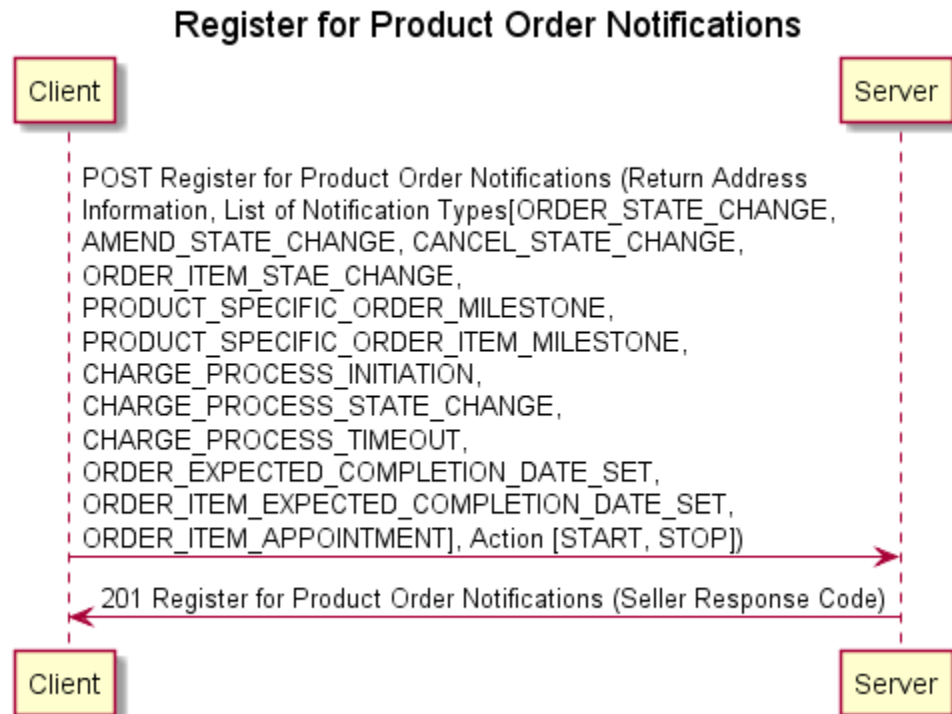 Register for Product Order Notifications
Client
Server
POST Register for Product Order Notifications (Return Address
Information, List of Notification Types[ORDER_STATE_CHANGE,
AMEND_STATE_CHANGE, CANCEL_STATE_CHANGE,
ORDER_ITEM_STAE_CHANGE,
PRODUCT_SPECIFIC_ORDER_MILESTONE,
PRODUCT_SPECIFIC_ORDER_ITEM_MILESTONE,
CHARGE_PROCESS_INITIATION,
CHARGE_PROCESS_STATE_CHANGE,
CHARGE_PROCESS_TIMEOUT,
ORDER_EXPECTED_COMPLETION_DATE_SET,
ORDER_ITEM_EXPECTED_COMPLETION_DATE_SET,
ORDER_ITEM_APPOINTMENT], Action [START, STOP])
201 Register for Product Order Notifications (Seller Response Code)
Client
Server